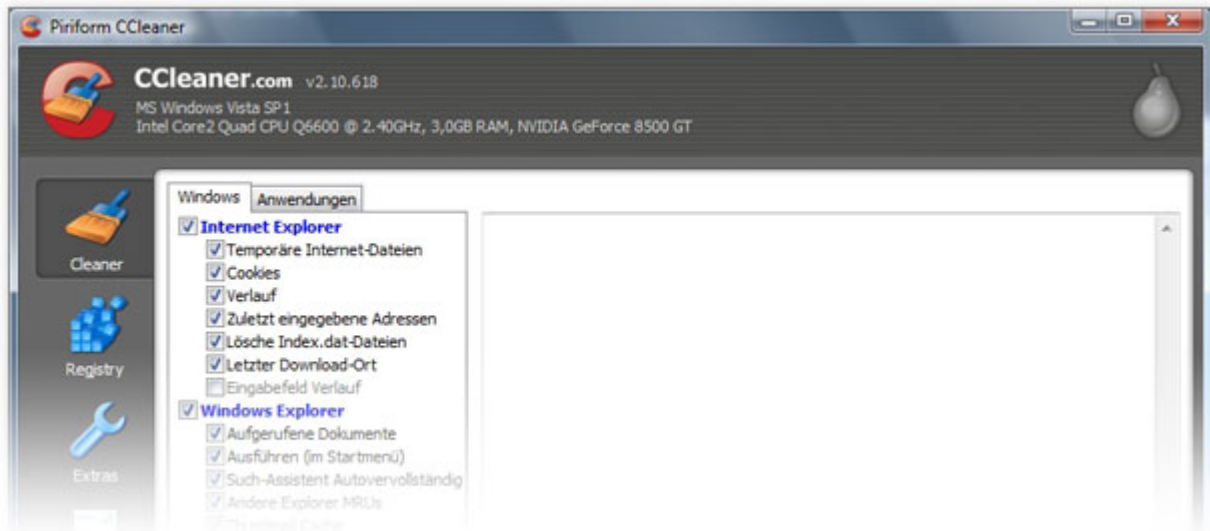 Piriform CCleaner
CCleaner.com v2.10.618
MS Windows Vista SP1
Intel Core2 Quad CPU Q6600 @ 2.40GHz, 3,0GB RAM, NVIDIA GeForce 8500 GT
Cleaner
Registry
Extras
Windows Anwendungen
Internet Explorer
Temporäre Internet-Dateien
Cookies
Verlauf
Zuletzt eingegebene Adressen
Lösche Index.dat-Dateien
Letzter Download-Ort
Eingabefeld Verlauf
Windows Explorer
Aufgerufene Dokumente
Ausführen (im Startmenü)
Such-Assistent Autovervollständig
Andere Explorer MRUs
Thumbnail Cache